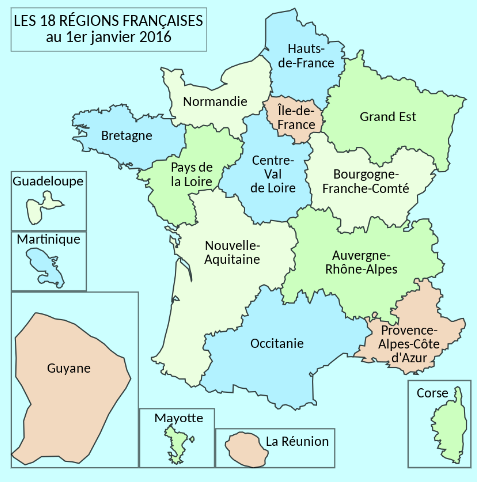 LES 18 RÉGIONS FRANÇAISES
au 1er janvier 2016
Hauts-
de-France
Normandie
Île-de-
France
Grand Est
Bretagne
Pays de
la Loire
Centre-
Val
de Loire
Bourgogne-
Franche-Comté
Guadeloupe
Martinique
Nouvelle-
Aquitaine
Auvergne-
Rhône-Alpes
Occitanie
Provence-
Alpes-Côte
d'Azur
Guyane
Mayotte
La Réunion
Corse